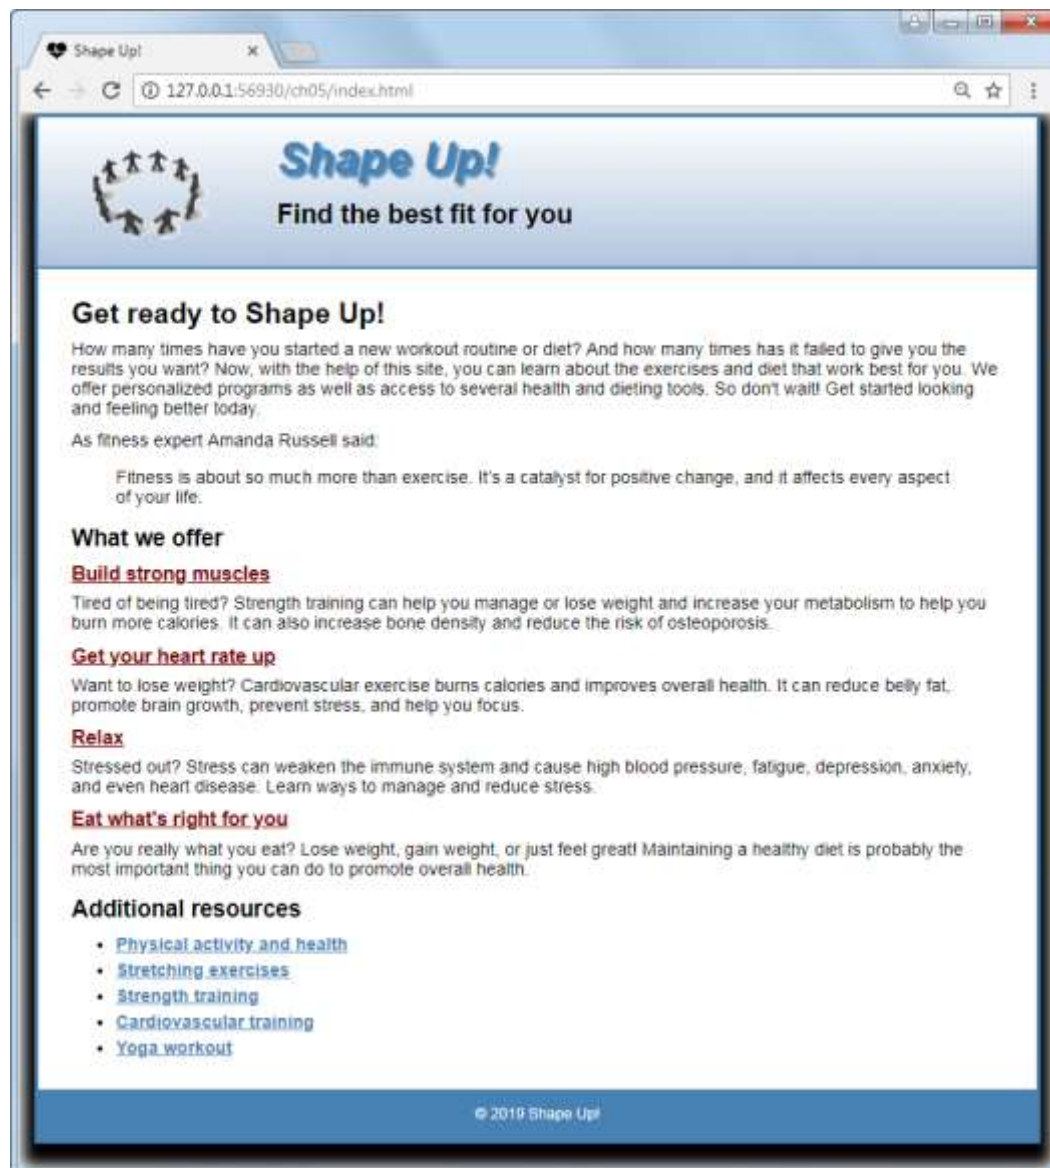 Shape Up!
127.0.0.1:56930/ch05/index.html
Shape Up!
Find the best fit for you
Get ready to Shape Up!
How many times have you started a new workout routine or diet? And how many times has it failed to give you the
results you want? Now, with the help of this site, you can learn about the exercises and diet that work best for you. We
offer personalized programs as well as access to several health and dieting tools. So don't wait! Get started looking
and feeling better today.
As fitness expert Amanda Russell said:
Fitness is about so much more than exercise. It's a catalyst for positive change, and it affects every aspect
of your life.
What we offer
Build strong muscles
Tired of being tired? Strength training can help you manage or lose weight and increase your metabolism to help you
burn more calories. It can also increase bone density and reduce the risk of osteoporosis.
Get your heart rate up
Want to lose weight? Cardiovascular exercise burns calories and improves overall health. It can reduce belly fat,
promote brain growth, prevent stress, and help you focus.
Relax
Stressed out? Stress can weaken the immune system and cause high blood pressure, fatigue, depression, anxiety,
and even heart disease. Learn ways to manage and reduce stress.
Eat what's right for you
Are you really what you eat? Lose weight, gain weight, or just feel great! Maintaining a healthy diet is probably the
most important thing you can do to promote overall health.
Additional resources
• Physical activity and health
• Stretching exercises
• Strength training
• Cardiovascular training
• Yoga workout
© 2019 Shape Up!